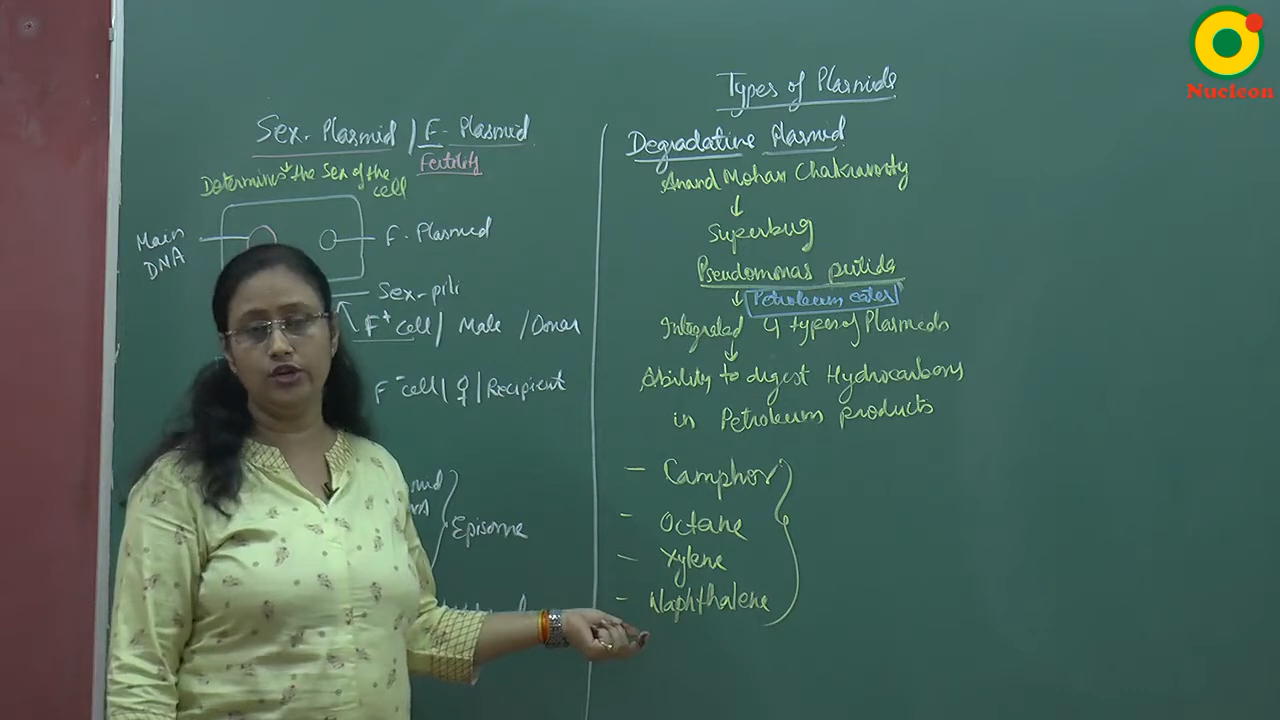 Types of Plasmids
Sex-Plasmid / F-Plasmid
Fertility
Determines the Sex of the
cell
Main
DNA
F-Plasmid
Sex-pili
F+ cell / Male / Donar
F- cell / ♀ / Recipient
Episome
Degradative Plasmid
Anand Mohan Chakravorty
↓
Superbug
Pseudomonas putida
↓ Petroleum eater
Integrated 4 types of Plasmids
↓
Ability to digest Hydrocarbons
in Petroleum products
- Camphor
- Octane
- Xylene
- Naphthalene
Nucleon